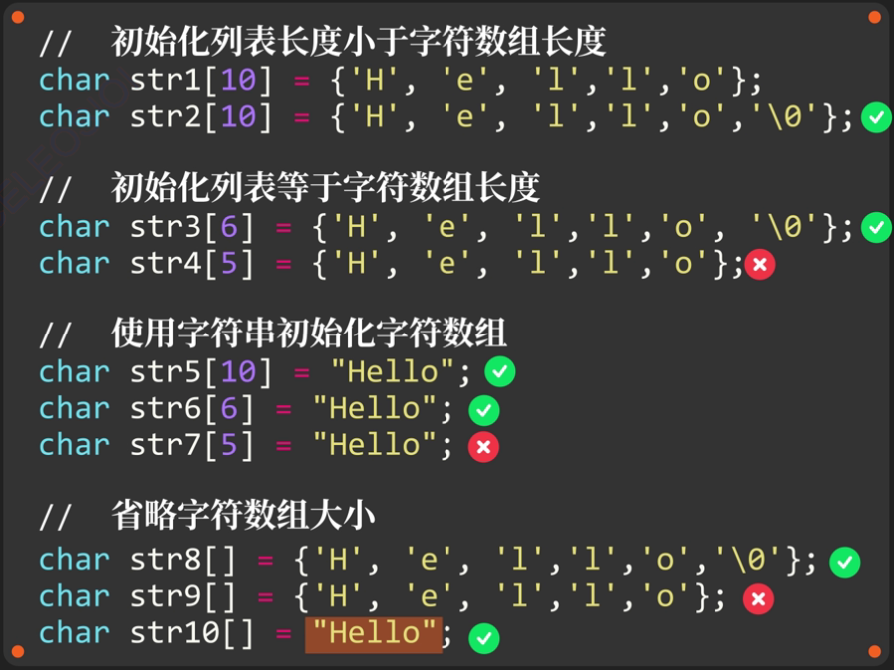 // 初始化列表长度小于字符数组长度
char str1[10] = {'H', 'e', 'l','l','o'};
char str2[10] = {'H', 'e', 'l','l','o','\0'};
// 初始化列表等于字符数组长度
char str3[6] = {'H', 'e', 'l','l','o', '\0'};
char str4[5] = {'H', 'e', 'l','l','o'};
// 使用字符串初始化字符数组
char str5[10] = "Hello";
char str6[6] = "Hello";
char str7[5] = "Hello";
// 省略字符数组大小
char str8[] = {'H', 'e', 'l','l','o','\0'};
char str9[] = {'H', 'e', 'l','l','o'};
char str10[] = "Hello";